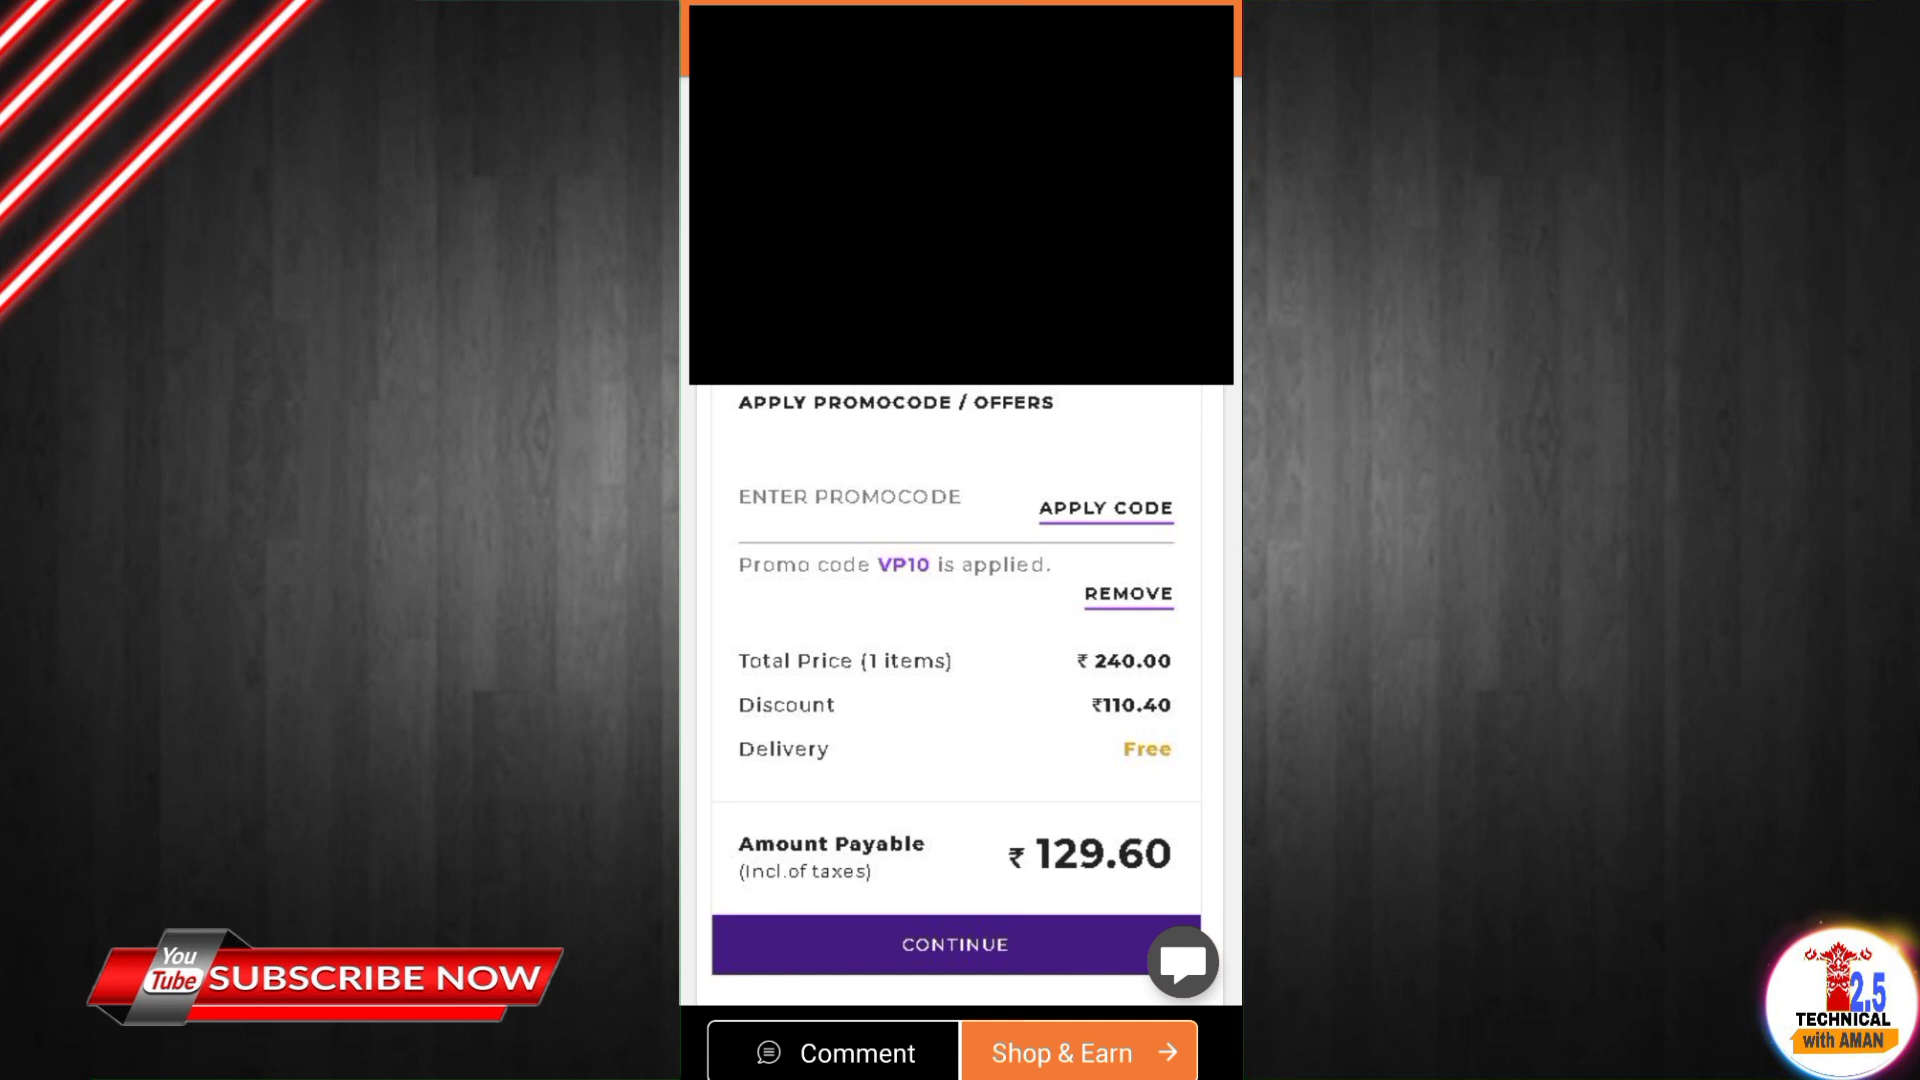 APPLY PROMOCODE / OFFERS
ENTER PROMOCODE
APPLY CODE
Promo code VP10 is applied.
REMOVE
Total Price (1 items) ₹ 240.00
Discount ₹110.40
Delivery Free
Amount Payable ₹ 129.60
(Incl.of taxes)
CONTINUE
Comment
Shop & Earn
You
Tube SUBSCRIBE NOW
2.5
TECHNICAL
with AMAN